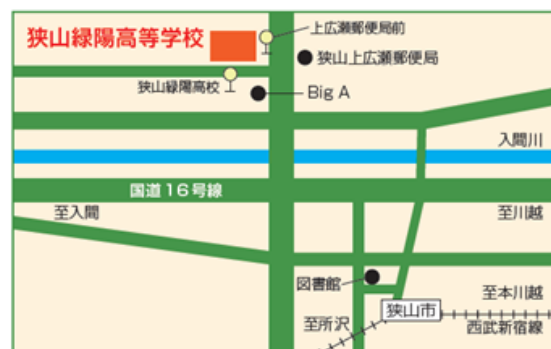 上広瀬郵便局前
狭山緑陽高等学校
狭山上広瀬郵便局
狭山緑陽高校
Big A
入間川
国道16号線
至入間
至川越
図書館
至本川越
狭山市
至所沢
西武新宿線